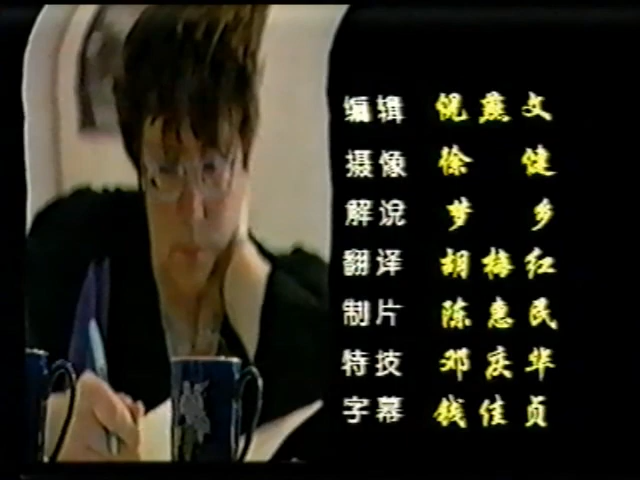 编辑 倪燕文
摄像 徐健
解说 梦乡
翻译 胡梅红
制片 陈惠民
特技 邓庆华
字幕 钱佳贞